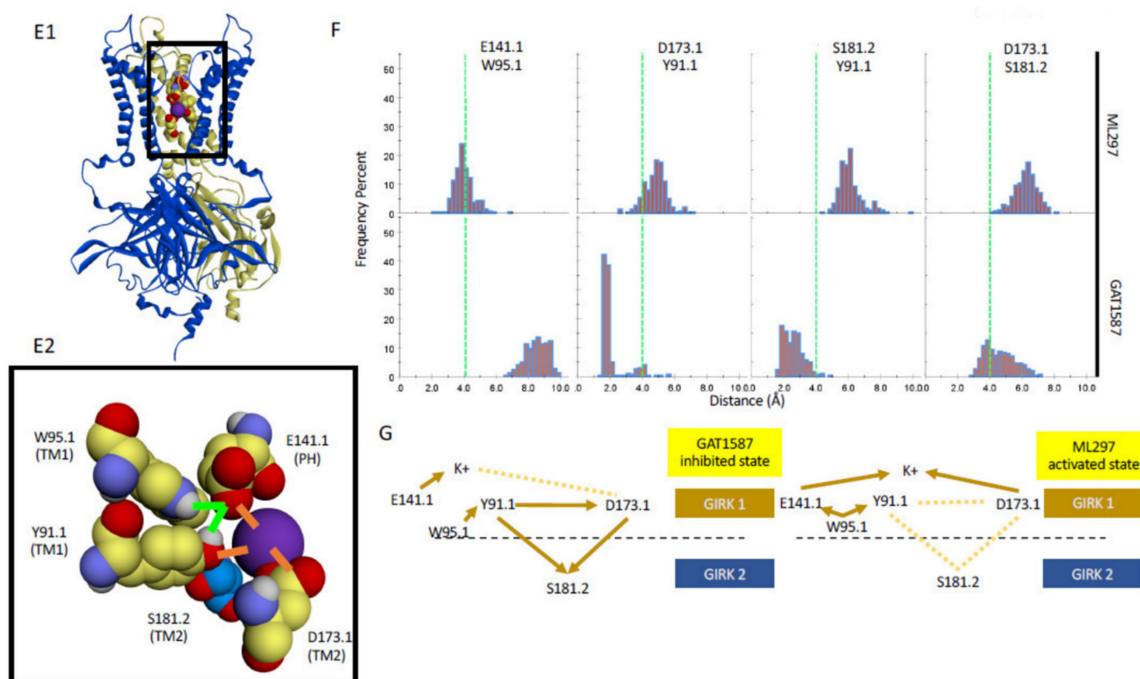 E1
F
E141.1
W95.1
D173.1
Y91.1
S181.2
Y91.1
D173.1
S181.2
60
50
40
30
20
10
0
ML297
Frequency Percent
60
50
40
30
20
10
0
GAT1587
.0 2.0 4.0 6.0 8.0 10.0 .0 2.0 4.0 6.0 8.0 10.0.0 2.0 4.0 6.0 8.0 10.0 .0 2.0 4.0 6.0 8.0 10.0
Distance (Å)
E2
W95.1
(TM1)
E141.1
(PH)
Y91.1
(TM1)
S181.2
(TM2)
D173.1
(TM2)
G
GAT1587
inhibited state
ML297
activated state
K+
E141.1
Y91.1
D173.1
W95.1
S181.2
GIRK 1
GIRK 2
K+
E141.1
Y91.1
D173.1
W95.1
S181.2
GIRK 1
GIRK 2